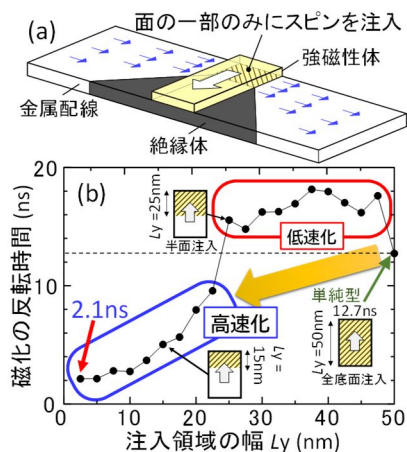 (a)
面の一部のみにスピンを注入
強磁性体
金属配線
絶縁体
(b)
磁化の反転時間 (ns)
20
10
0
Ly =25nm
半面注入
低速化
単純型
2.1ns
高速化
Ly =
15nm
12.7ns
Ly =50nm
全底面注入
0 10 20 30 40 50
注入領域の幅 Ly (nm)